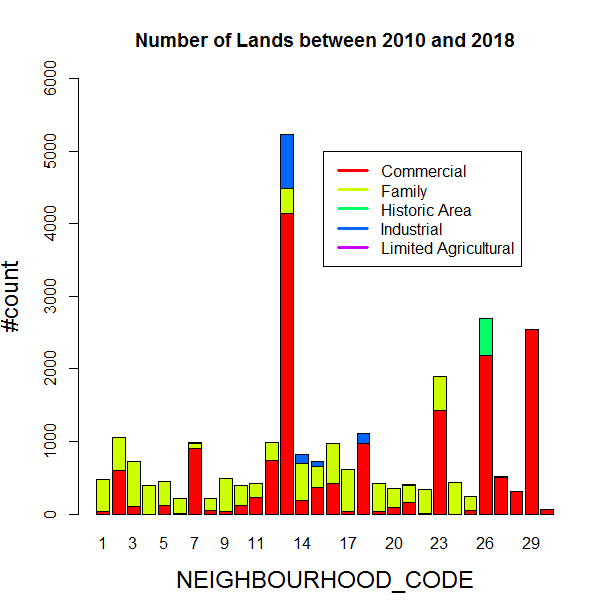 Number of Lands between 2010 and 2018
6000
5000
4000
3000
2000
1000
0
#count
Commercial
Family
Historic Area
Industrial
Limited Agricultural
1 3 5 7 9 11 14 17 20 23 26 29
NEIGHBOURHOOD_CODE